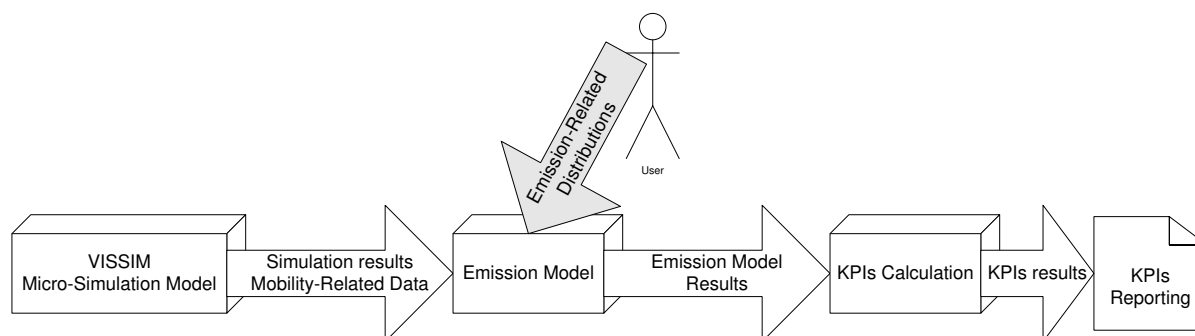 Emission-Related
Distributions
User
VISSIM
Micro-Simulation Model
Simulation results
Mobility-Related Data
Emission Model
Emission Model
Results
KPIs Calculation
KPIs results
KPIs
Reporting